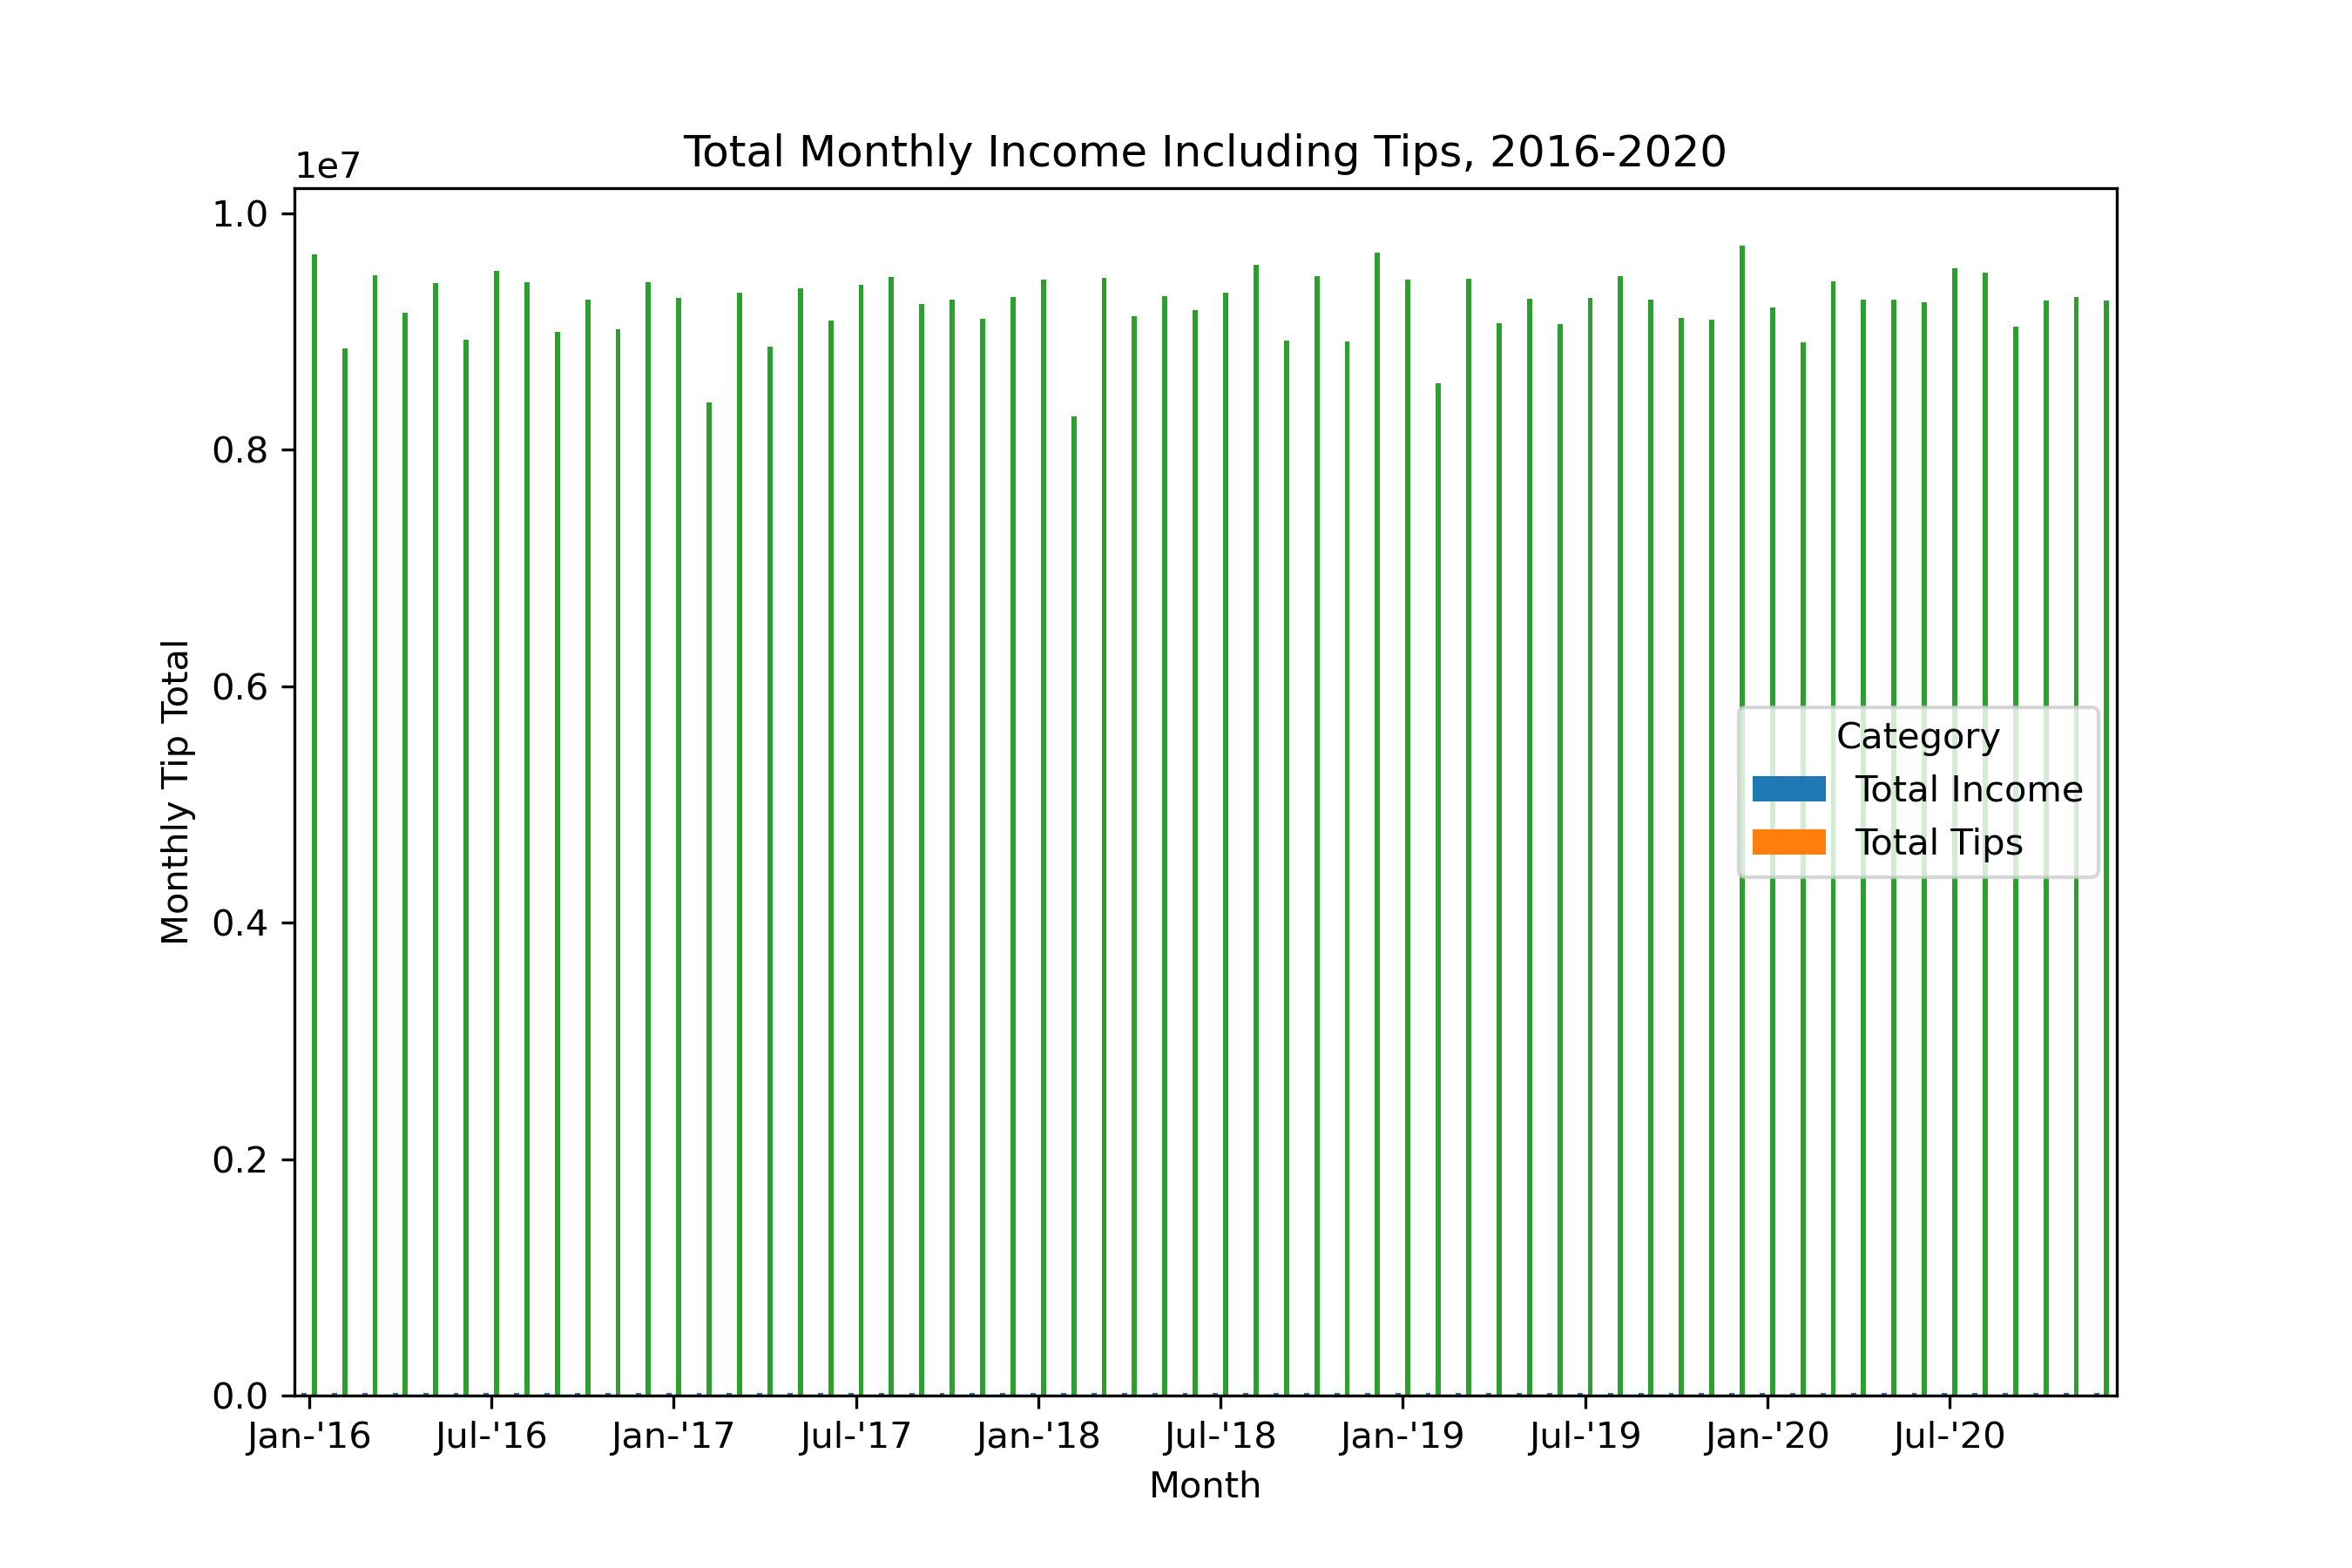 Total Monthly Income Including Tips, 2016-2020
1e7
1.0
0.8
0.6
0.4
0.2
0.0
Monthly Tip Total
Category
Total Income
Total Tips
Jan-'16 Jul-'16 Jan-'17 Jul-'17 Jan-'18 Jul-'18 Jan-'19 Jul-'19 Jan-'20 Jul-'20
Month